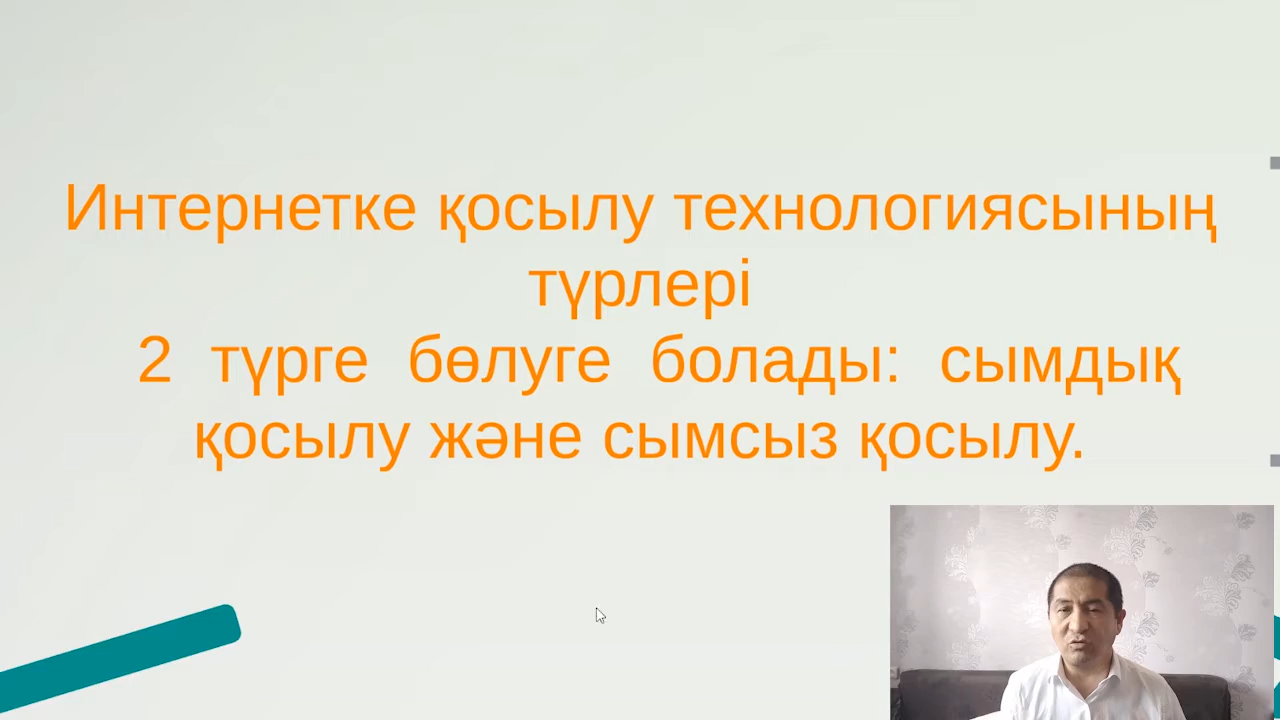 Интернетке қосылу технологиясының
түрлері
2 түрге бөлуге болады: сымдық
қосылу және сымсыз қосылу.